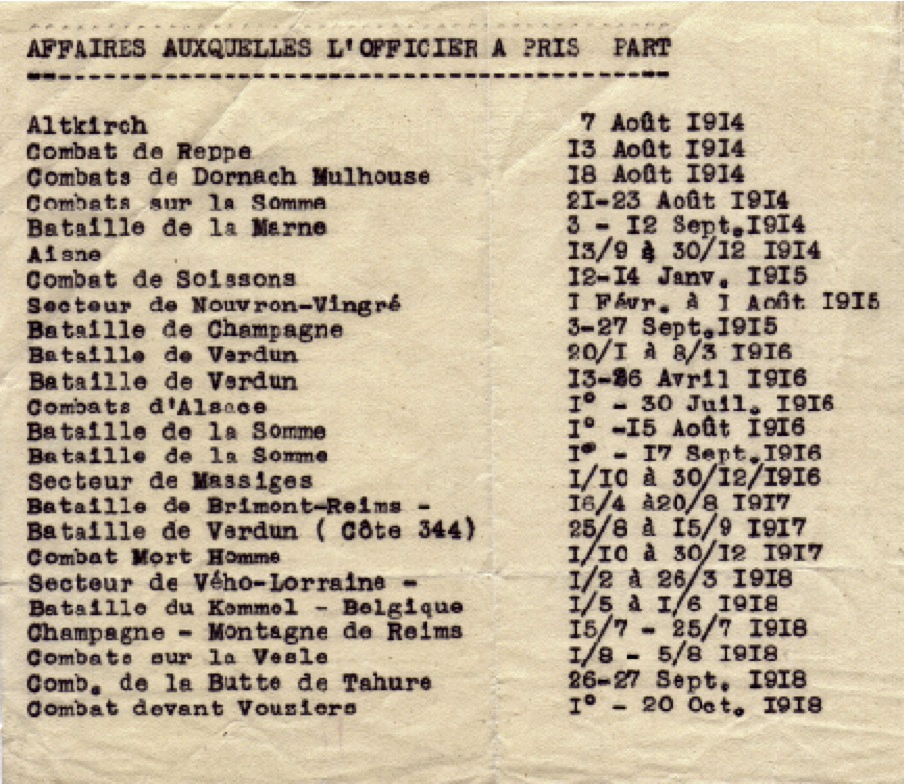 AFFAIRES AUXQUELLES L'OFFICIER A PRIS PART
Altkirch 7 Août I9I4
Combat de Reppe I3 Août I9I4
Combats de Dornach Mulhouse I8 Août I9I4
Combats sur la Somme 2I-23 Août I9I4
Bataille de la Marne 3 - I2 Sept.I9I4
Aisne I3/9 à 30/I2 I9I4
Combat de Soissons I2-I4 Janv. I9I5
Secteur de Nouvron-Vingré I Févr. à I Août I9I5
Bataille de Champagne 3-27 Sept.I9I5
Bataille de Verdun 20/I à 8/3 I9I6
Bataille de Verdun I3-26 Avril I9I6
Combats d'Alsace I° - 30 Juil. I9I6
Bataille de la Somme I° -I5 Août I9I6
Bataille de la Somme I° - I7 Sept.I9I6
Secteur de Massiges I/I0 à 30/I2/I9I6
Bataille de Brimont-Reims - I6/4 à20/8 I9I7
Bataille de Verdun ( Côte 344) 25/8 à I5/9 I9I7
Combat Mort Homme I/I0 à 30/I2 I9I7
Secteur de Vého-Lorraine - I/2 à 26/3 I9I8
Bataille du Kemmel - Belgique I/5 à I/6 I9I8
Champagne - Montagne de Reims I5/7 - 25/7 I9I8
Combats sur la Vesle I/8 - 5/8 I9I8
Comb. de la Butte de Tahure 26-27 Sept. I9I8
Combat devant Vouziers I° - 20 Oct. I9I8